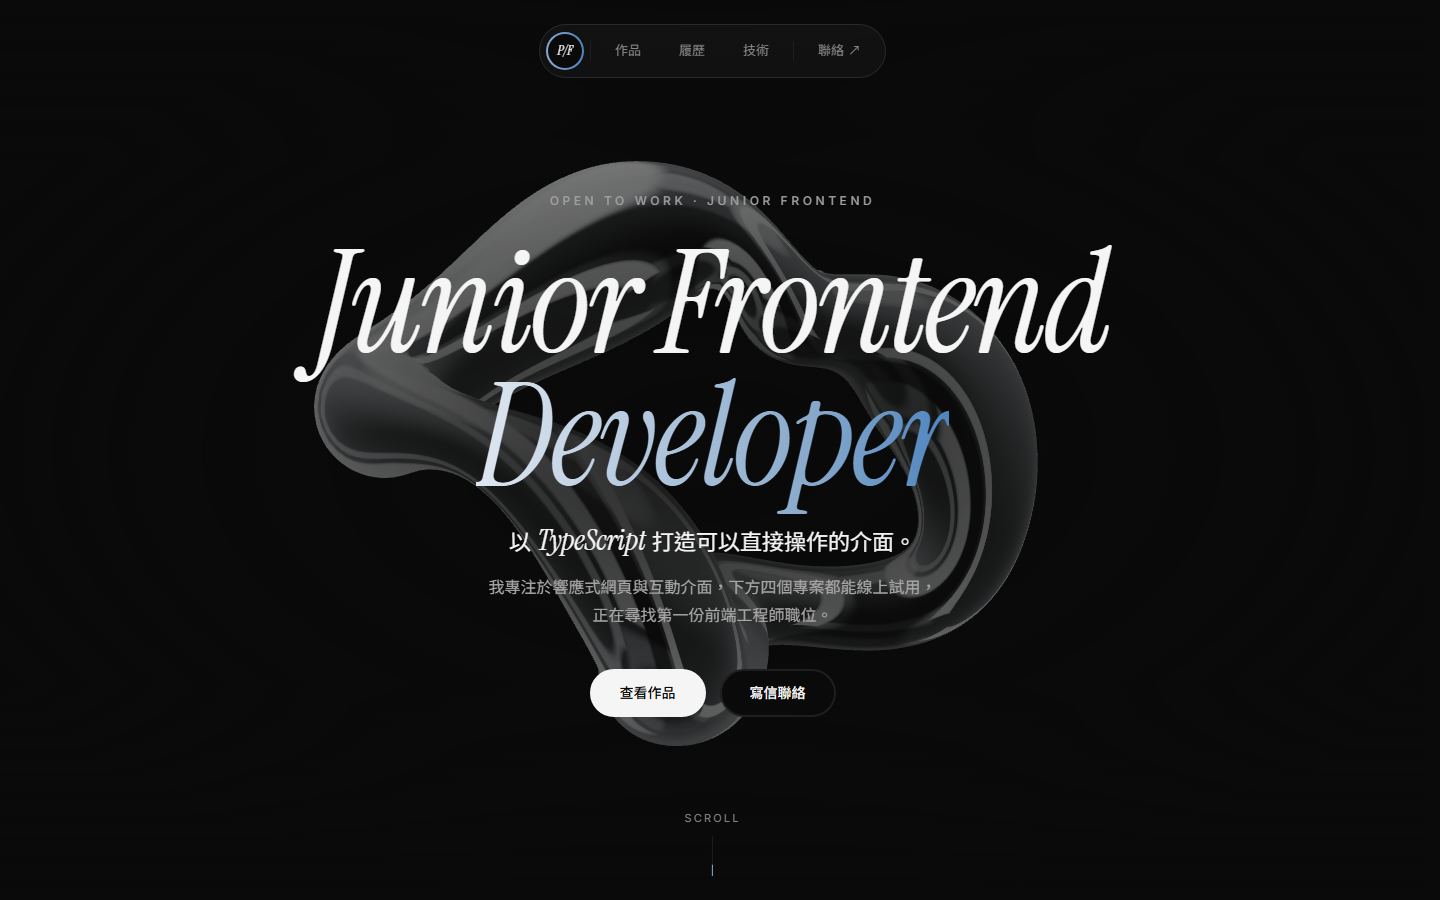 P/F 作品 履歷 技術 聯絡 ↗
OPEN TO WORK · JUNIOR FRONTEND
Junior Frontend
Developer
以 TypeScript 打造可以直接操作的介面。
我專注於響應式網頁與互動介面，下方四個專案都能線上試用，
正在尋找第一份前端工程師職位。
查看作品 寫信聯絡
SCROLL